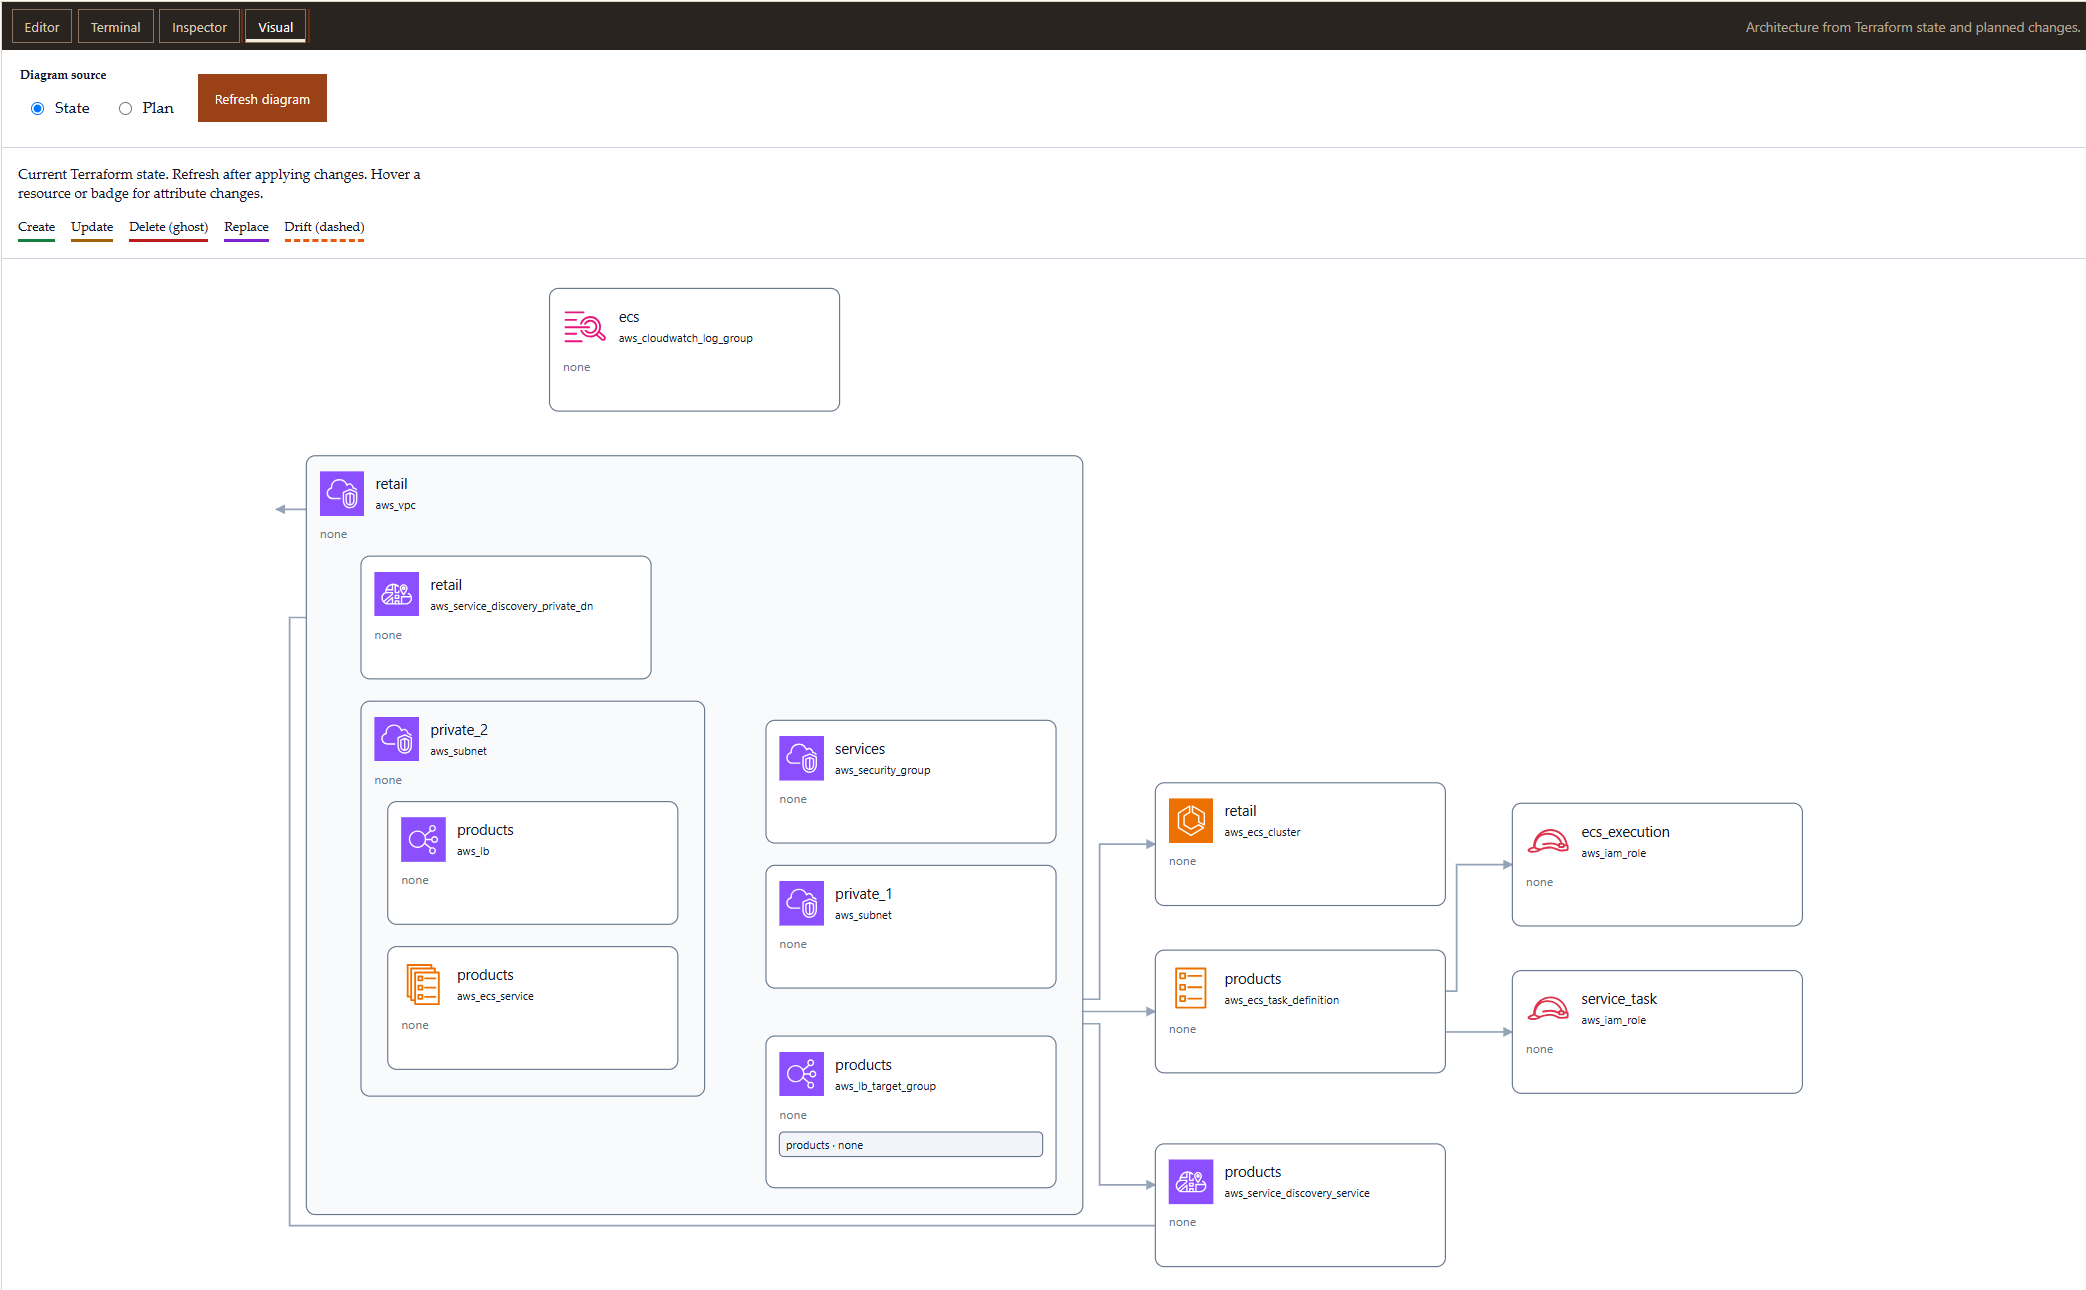 Editor
Terminal
Inspector
Visual
Architecture from Terraform state and planned changes.
Diagram source
State
Plan
Refresh diagram
Current Terraform state. Refresh after applying changes. Hover a
resource or badge for attribute changes.
Create
Update
Delete (ghost)
Replace
Drift (dashed)
ecs
aws_cloudwatch_log_group
none
retail
aws_vpc
none
retail
aws_service_discovery_private_dn
none
private_2
aws_subnet
none
products
aws_lb
none
products
aws_ecs_service
none
services
aws_security_group
none
private_1
aws_subnet
none
products
aws_lb_target_group
none
products · none
retail
aws_ecs_cluster
none
products
aws_ecs_task_definition
none
products
aws_service_discovery_service
none
ecs_execution
aws_iam_role
none
service_task
aws_iam_role
none